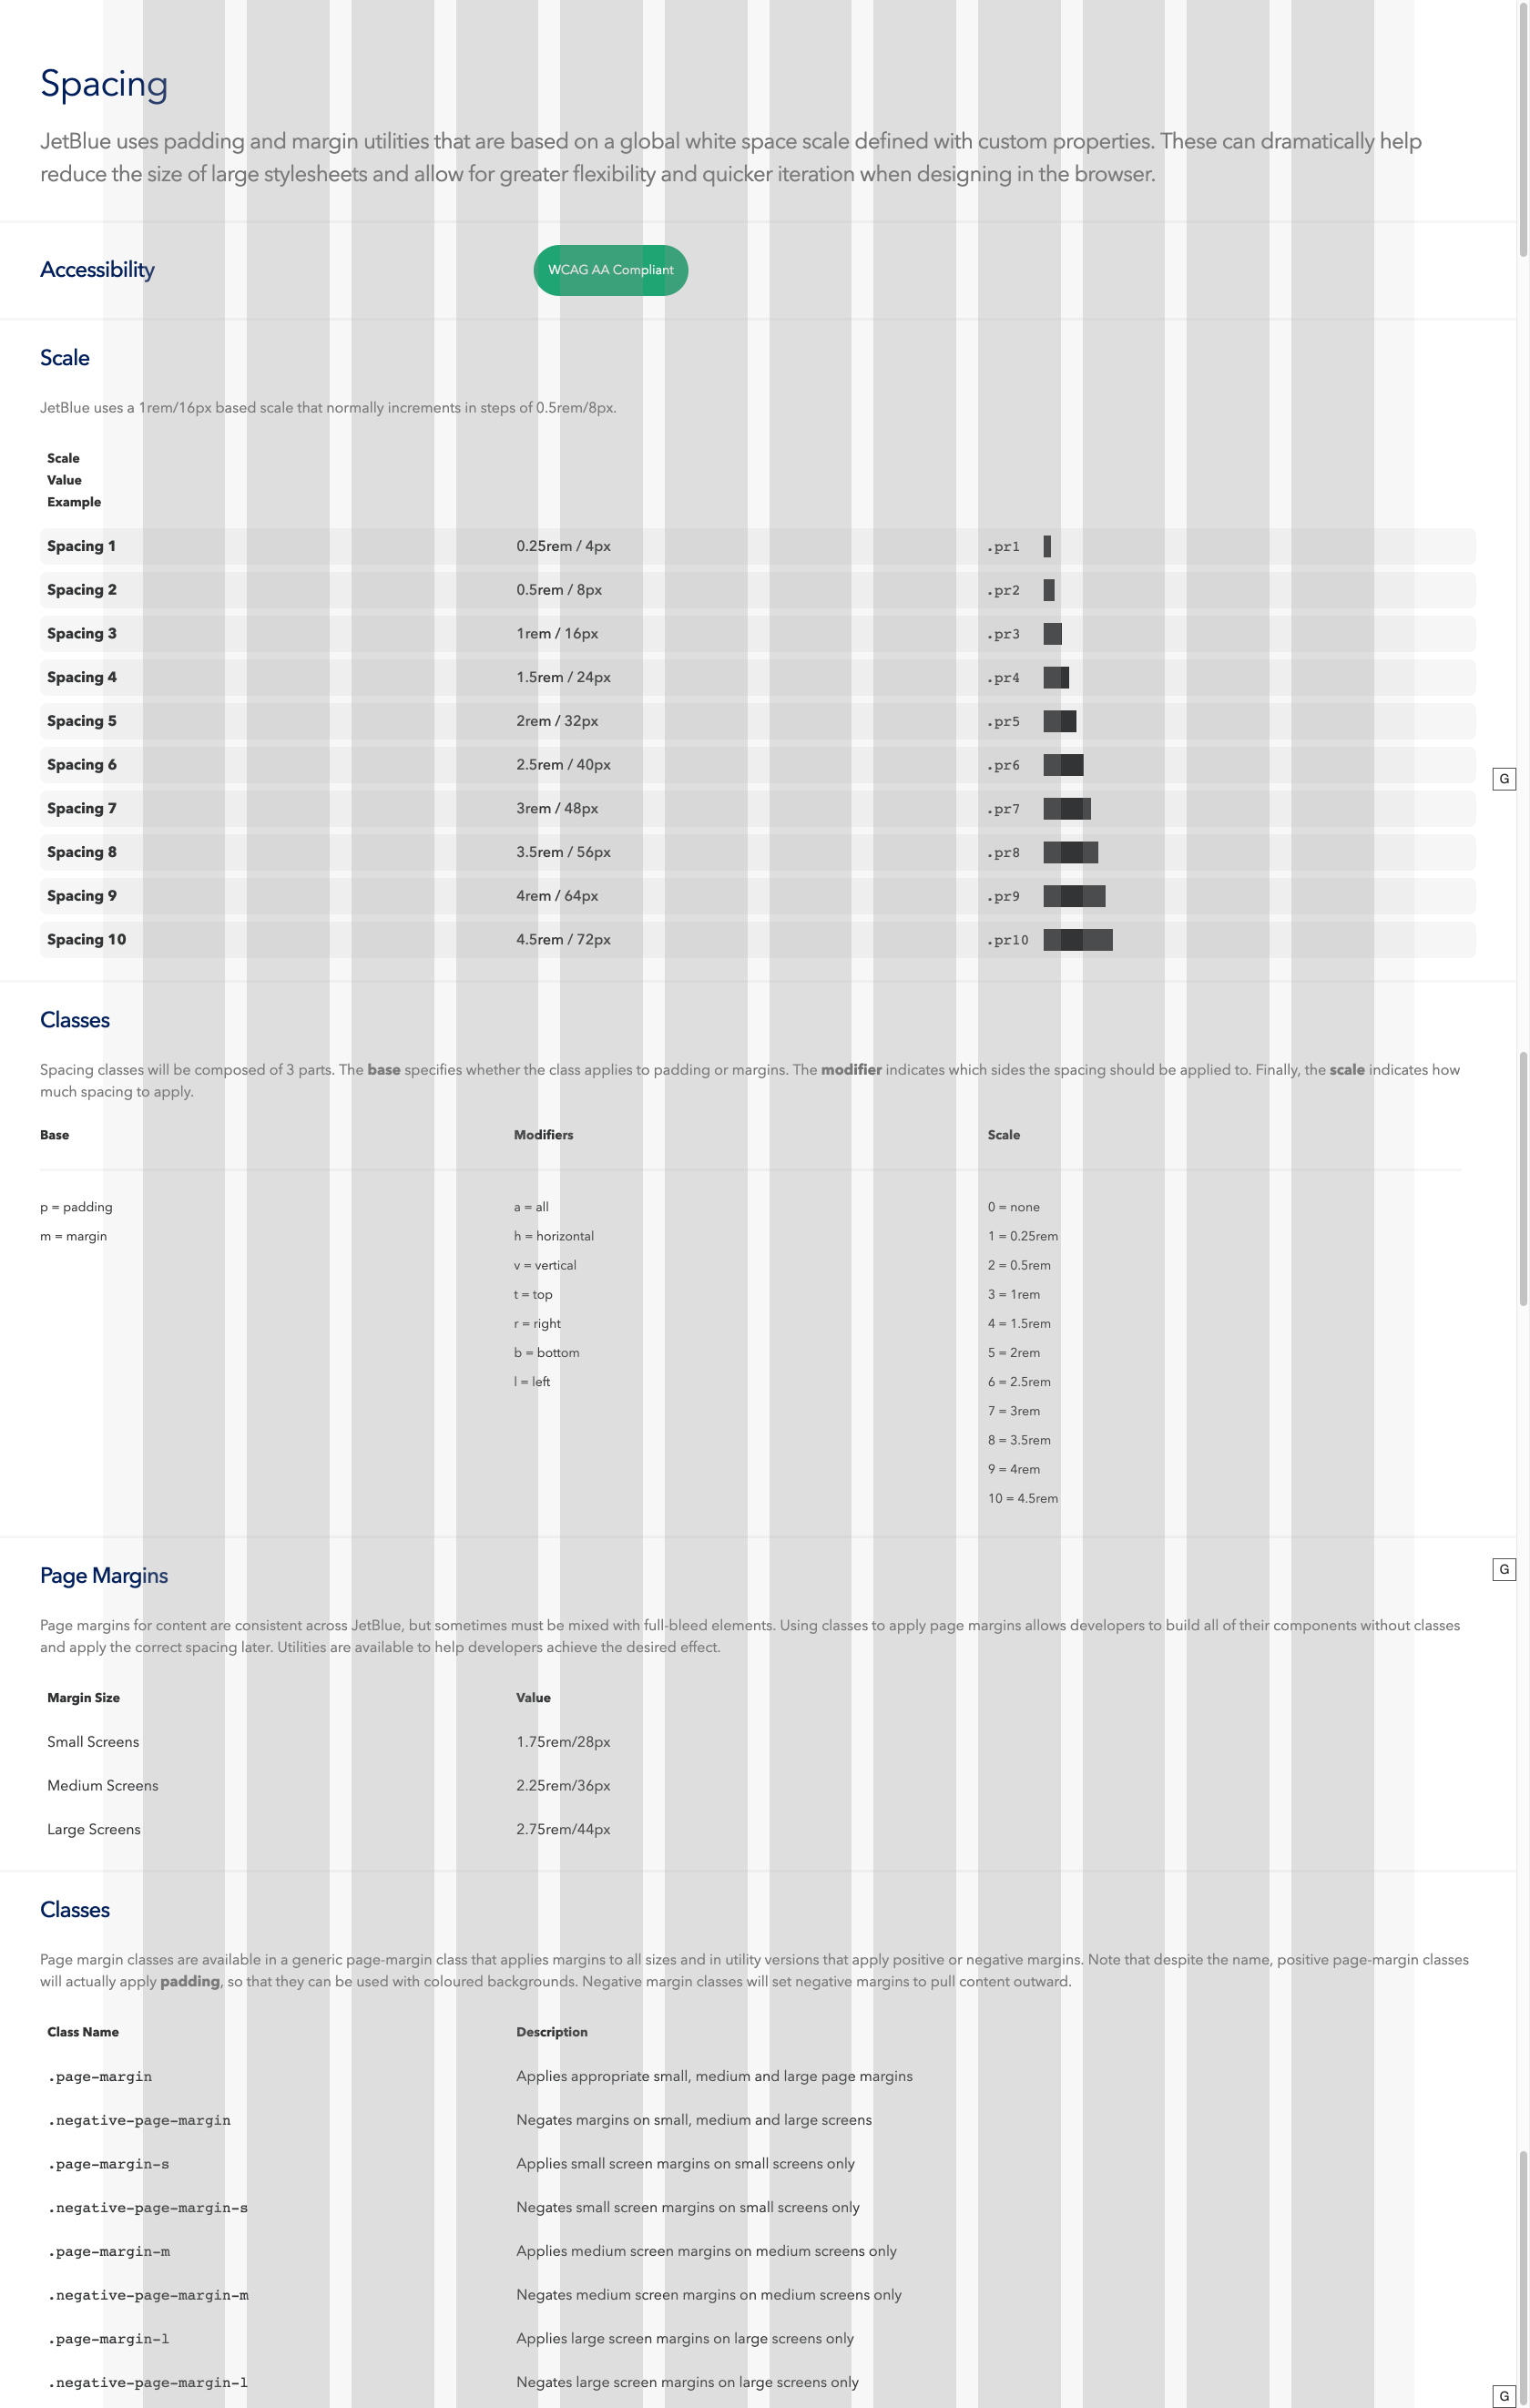 Spacing
JetBlue uses padding and margin utilities that are based on a global white space scale defined with custom properties. These can dramatically help
reduce the size of large stylesheets and allow for greater flexibility and quicker iteration when designing in the browser.
Accessibility
WCAG AA Compliant
Scale
JetBlue uses a 1rem/16px based scale that normally increments in steps of 0.5rem/8px.
Scale
Value
Example
Spacing 1 0.25rem / 4px .pr1
Spacing 2 0.5rem / 8px .pr2
Spacing 3 1rem / 16px .pr3
Spacing 4 1.5rem / 24px .pr4
Spacing 5 2rem / 32px .pr5
Spacing 6 2.5rem / 40px .pr6
G
Spacing 7 3rem / 48px .pr7
Spacing 8 3.5rem / 56px .pr8
Spacing 9 4rem / 64px .pr9
Spacing 10 4.5rem / 72px .pr10
Classes
Spacing classes will be composed of 3 parts. The base specifies whether the class applies to padding or margins. The modifier indicates which sides the spacing should be applied to. Finally, the scale indicates how
much spacing to apply.
Base Modifiers Scale
p = padding a = all 0 = none
m = margin h = horizontal 1 = 0.25rem
v = vertical 2 = 0.5rem
t = top 3 = 1rem
r = right 4 = 1.5rem
b = bottom 5 = 2rem
l = left 6 = 2.5rem
7 = 3rem
8 = 3.5rem
9 = 4rem
10 = 4.5rem
Page Margins
G
Page margins for content are consistent across JetBlue, but sometimes must be mixed with full-bleed elements. Using classes to apply page margins allows developers to build all of their components without classes
and apply the correct spacing later. Utilities are available to help developers achieve the desired effect.
Margin Size Value
Small Screens 1.75rem/28px
Medium Screens 2.25rem/36px
Large Screens 2.75rem/44px
Classes
Page margin classes are available in a generic page-margin class that applies margins to all sizes and in utility versions that apply positive or negative margins. Note that despite the name, positive page-margin classes
will actually apply padding, so that they can be used with coloured backgrounds. Negative margin classes will set negative margins to pull content outward.
Class Name Description
.page-margin Applies appropriate small, medium and large page margins
.negative-page-margin Negates margins on small, medium and large screens
.page-margin-s Applies small screen margins on small screens only
.negative-page-margin-s Negates small screen margins on small screens only
.page-margin-m Applies medium screen margins on medium screens only
.negative-page-margin-m Negates medium screen margins on medium screens only
.page-margin-l Applies large screen margins on large screens only
.negative-page-margin-l Negates large screen margins on large screens only
G